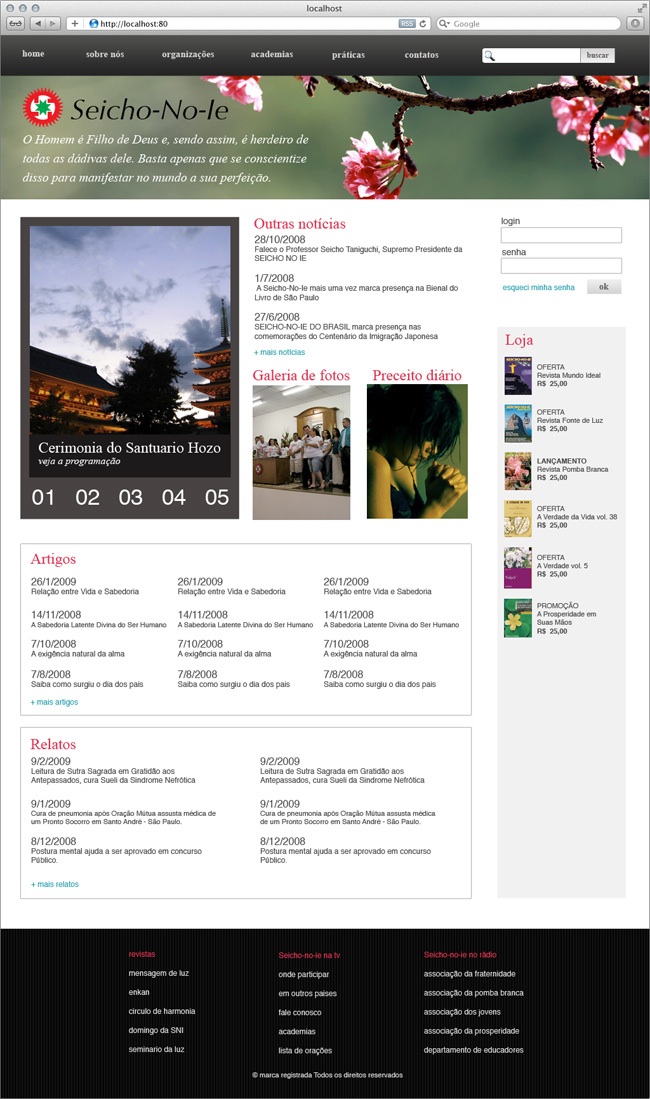 localhost
http://localhost:80
RSS
Google
home
sobre nós
organizações
academias
práticas
contatos
buscar
Seicho-No-Ie
O Homem é Filho de Deus e, sendo assim, é herdeiro de
todas as dádivas dele. Basta apenas que se conscientize
disso para manifestar no mundo a sua perfeição.
Cerimonia do Santuario Hozo
veja a programação
01 02 03 04 05
Outras notícias
28/10/2008
Falece o Professor Seicho Taniguchi, Supremo Presidente da
SEICHO NO IE
1/7/2008
A Seicho-No-Ie mais uma vez marca presença na Bienal do
Livro de São Paulo
27/6/2008
SEICHO-NO-IE DO BRASIL marca presença nas
comemorações do Centenário da Imigração Japonesa
+ mais notícias
Galeria de fotos
Preceito diário
login
senha
esqueci minha senha
ok
Loja
OFERTA
Revista Mundo Ideal
R$ 25,00
OFERTA
Revista Fonte de Luz
R$ 25,00
LANÇAMENTO
Revista Pomba Branca
R$ 25,00
OFERTA
A Verdade da Vida vol. 38
R$ 25,00
OFERTA
A Verdade vol. 5
R$ 25,00
PROMOÇÃO
A Prosperidade em
Suas Mãos
R$ 25,00
Artigos
26/1/2009
Relação entre Vida e Sabedoria
14/11/2008
A Sabedoria Latente Divina do Ser Humano
7/10/2008
A exigência natural da alma
7/8/2008
Saiba como surgiu o dia dos pais
26/1/2009
Relação entre Vida e Sabedoria
14/11/2008
A Sabedoria Latente Divina do Ser Humano
7/10/2008
A exigência natural da alma
7/8/2008
Saiba como surgiu o dia dos pais
26/1/2009
Relação entre Vida e Sabedoria
14/11/2008
A Sabedoria Latente Divina do Ser Humano
7/10/2008
A exigência natural da alma
7/8/2008
Saiba como surgiu o dia dos pais
+ mais artigos
Relatos
9/2/2009
Leitura de Sutra Sagrada em Gratidão aos
Antepassados, cura Sueli da Sindrome Nefrótica
9/1/2009
Cura de pneumonia após Oração Mútua assusta médica de
um Pronto Socorro em Santo André - São Paulo.
8/12/2008
Postura mental ajuda a ser aprovado em concurso
Público.
9/2/2009
Leitura de Sutra Sagrada em Gratidão aos
Antepassados, cura Sueli da Sindrome Nefrótica
9/1/2009
Cura de pneumonia após Oração Mútua assusta médica
de um Pronto Socorro em Santo André - São Paulo.
8/12/2008
Postura mental ajuda a ser aprovado em concurso
Público.
+ mais relatos
revistas
mensagem de luz
enkan
circulo de harmonia
domingo da SNI
seminario da luz
Seicho-no-ie na tv
onde participar
em outros paises
fale conosco
academias
lista de orações
Seicho-no-ie no rádio
associação da fraternidade
associação da pomba branca
associação dos jovens
associação da prosperidade
departamento de educadores
© marca registrada Todos os direitos reservados